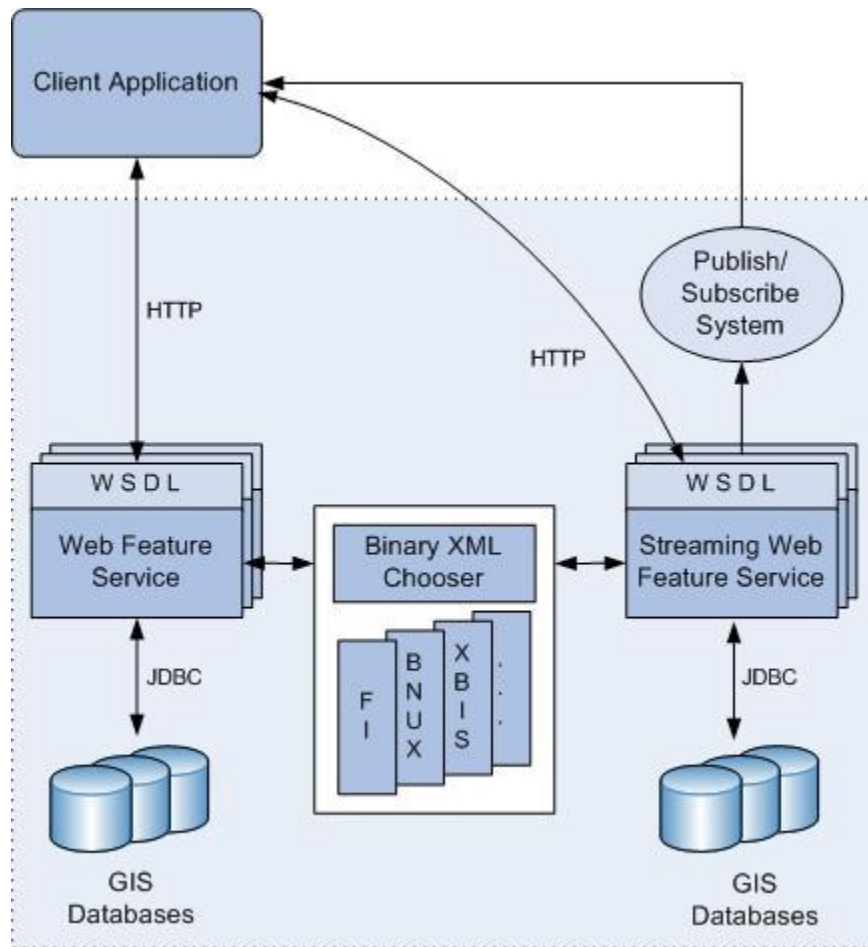 Client Application
Publish/
Subscribe
System
HTTP
HTTP
W S D L
Web Feature
Service
Binary XML
Chooser
W S D L
Streaming Web
Feature Service
JDBC
F
I
B
N
U
X
X
B
I
S
.
.
.
JDBC
GIS
Databases
GIS
Databases